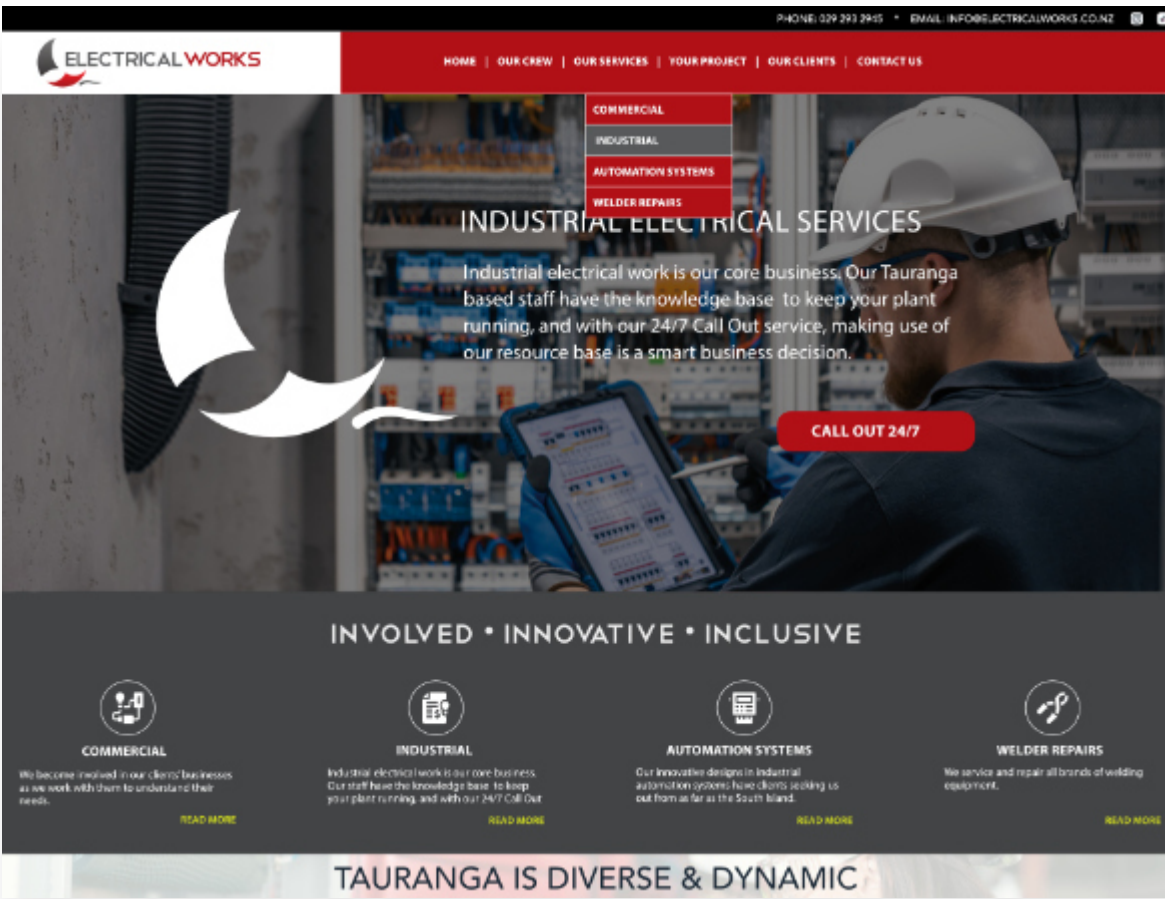 PHONE: 029 293 2945 • EMAIL: INFO@ELECTRICALWORKS.CO.NZ
ELECTRICALWORKS
HOME | OUR CREW | OUR SERVICES | YOUR PROJECT | OUR CLIENTS | CONTACT US
COMMERCIAL
INDUSTRIAL
AUTOMATION SYSTEMS
WELDER REPAIRS
INDUSTRIAL ELECTRICAL SERVICES
Industrial electrical work is our core business. Our Tauranga
based staff have the knowledge base to keep your plant
running, and with our 24/7 Call Out service, making use of
our resource base is a smart business decision.
CALL OUT 24/7
INVOLVED • INNOVATIVE • INCLUSIVE
COMMERCIAL
We become involved in our clients' businesses
as we work with them to understand their
needs.
READ MORE
INDUSTRIAL
Industrial electrical work is our core business.
Our staff have the knowledge base to keep
your plant running, and with our 24/7 Call Out
READ MORE
AUTOMATION SYSTEMS
Our innovative designs in industrial
automation systems have clients seeking us
out from as far as the South Island.
READ MORE
WELDER REPAIRS
We service and repair all brands of welding
equipment.
READ MORE
TAURANGA IS DIVERSE & DYNAMIC